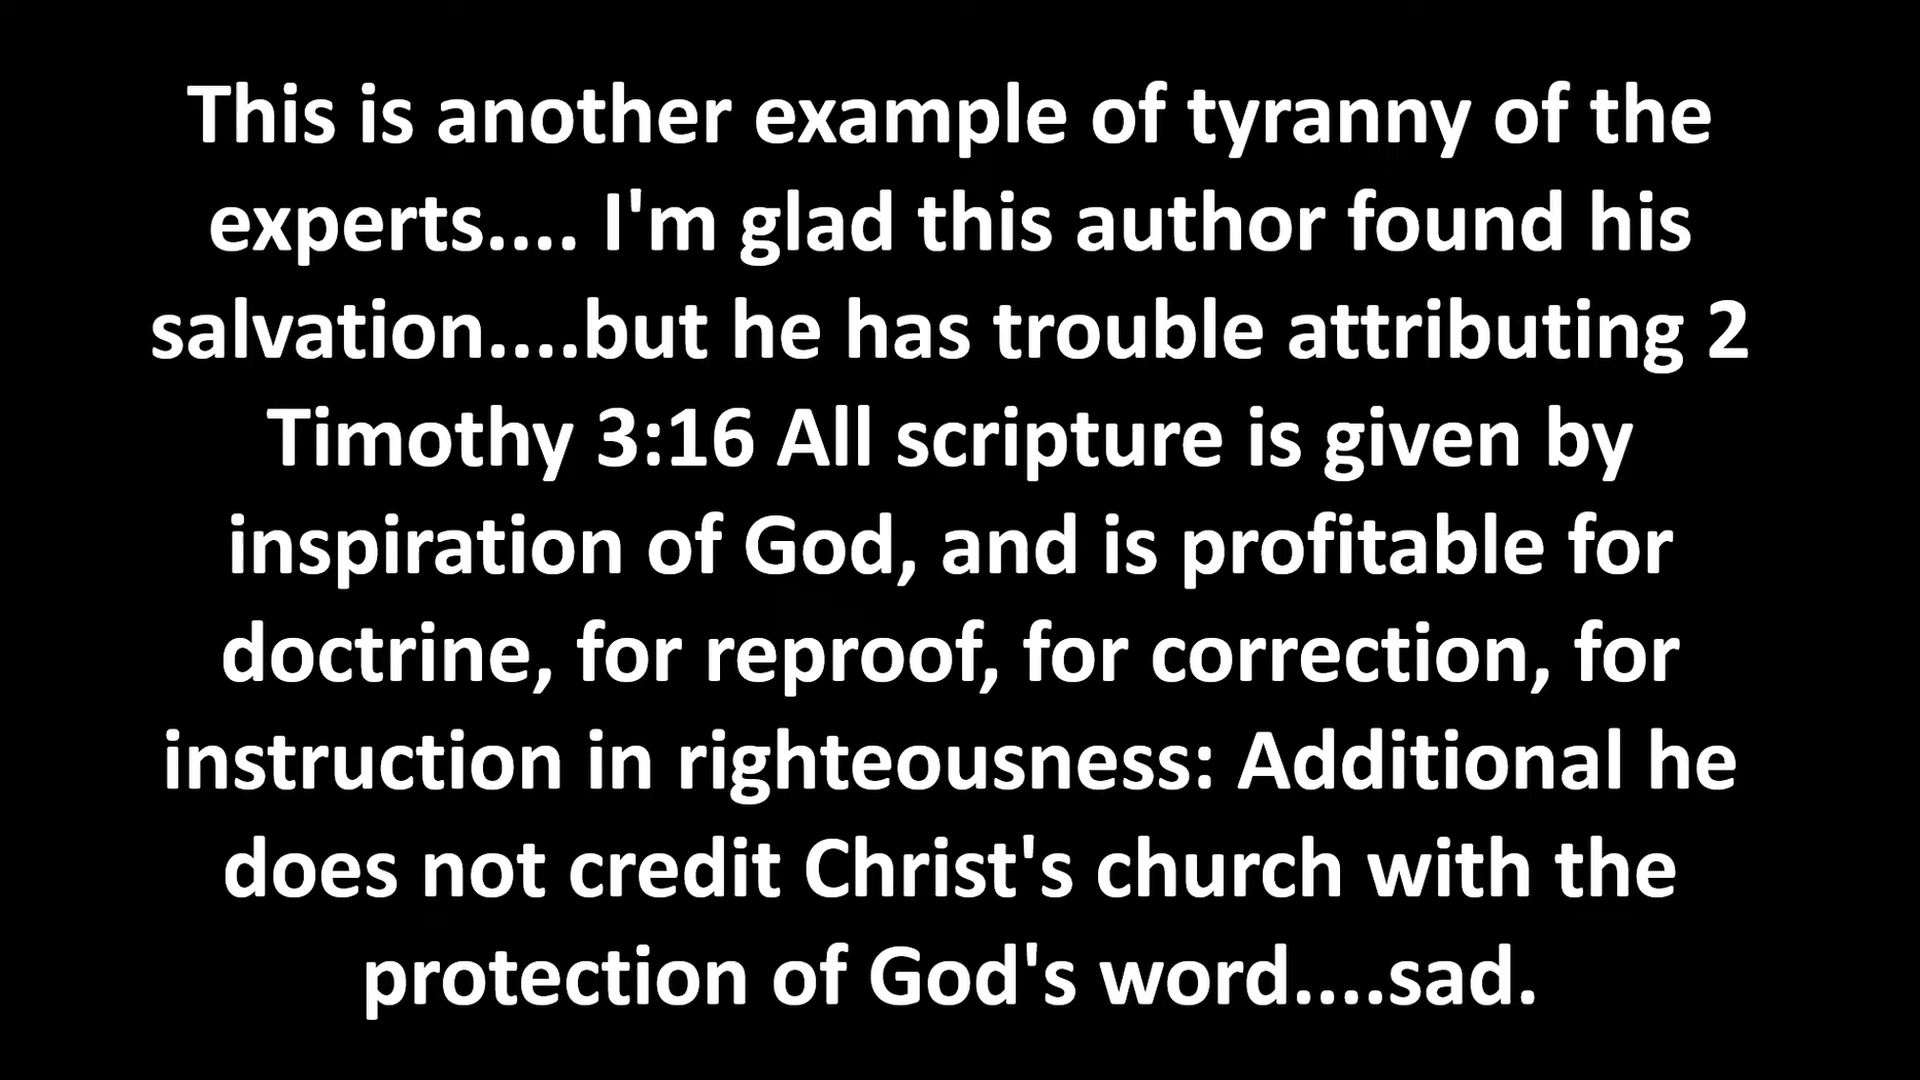 This is another example of tyranny of the
experts.... I'm glad this author found his
salvation....but he has trouble attributing 2
Timothy 3:16 All scripture is given by
inspiration of God, and is profitable for
doctrine, for reproof, for correction, for
instruction in righteousness: Additional he
does not credit Christ's church with the
protection of God's word....sad.